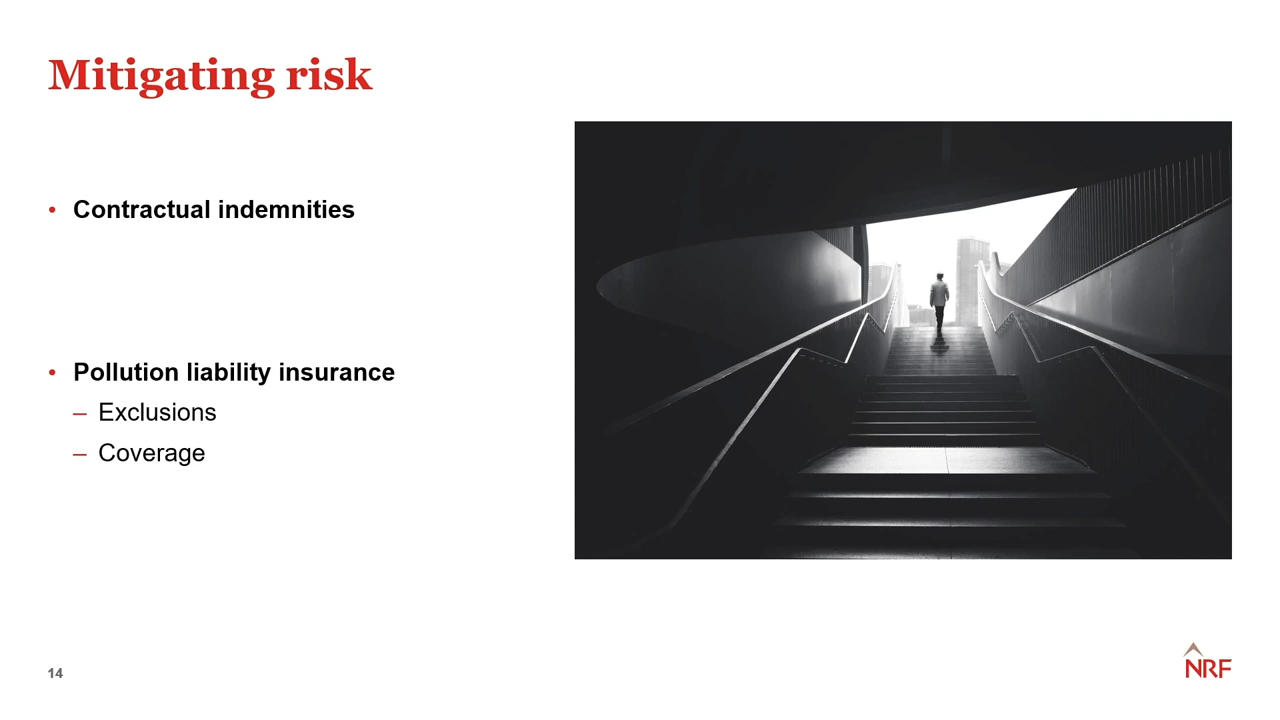 Mitigating risk
• Contractual indemnities
• Pollution liability insurance
– Exclusions
– Coverage
14
NRF